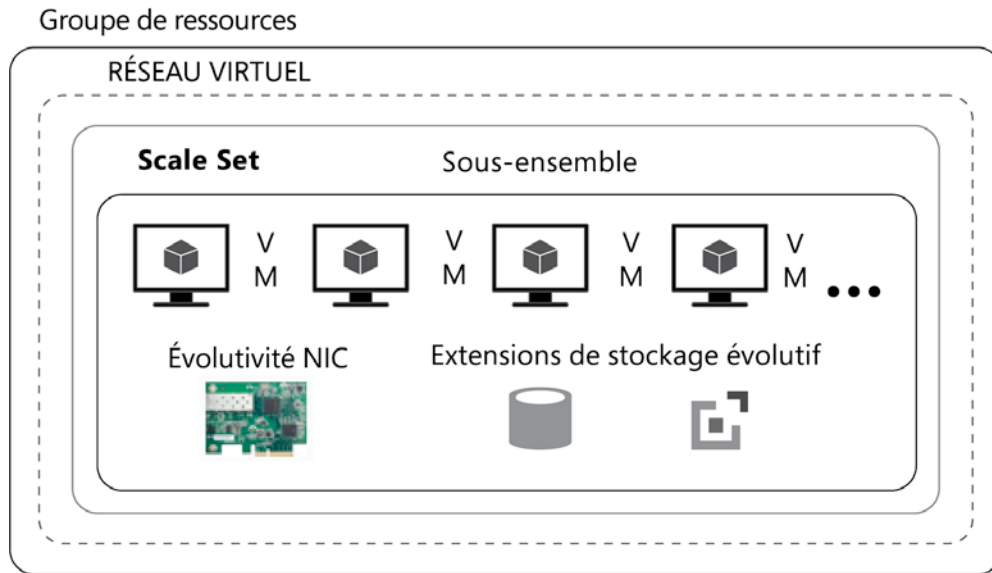 Groupe de ressources
RÉSEAU VIRTUEL
Scale Set Sous-ensemble
V M V M V M V M
Évolutivité NIC Extensions de stockage évolutif